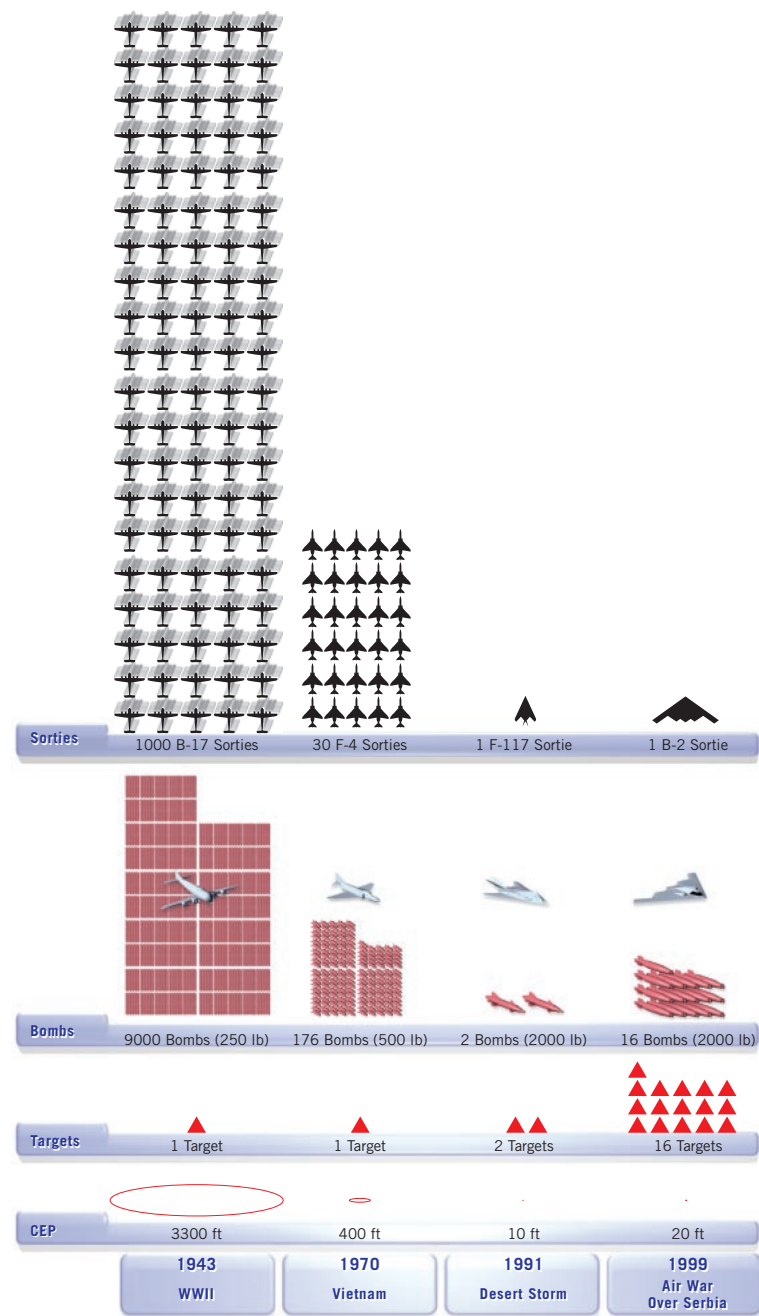 Sorties
1000 B-17 Sorties
30 F-4 Sorties
1 F-117 Sortie
1 B-2 Sortie
Bombs
9000 Bombs (250 lb)
176 Bombs (500 lb)
2 Bombs (2000 lb)
16 Bombs (2000 lb)
Targets
1 Target
1 Target
2 Targets
16 Targets
CEP
3300 ft
400 ft
10 ft
20 ft
1943
WWII
1970
Vietnam
1991
Desert Storm
1999
Air War
Over Serbia